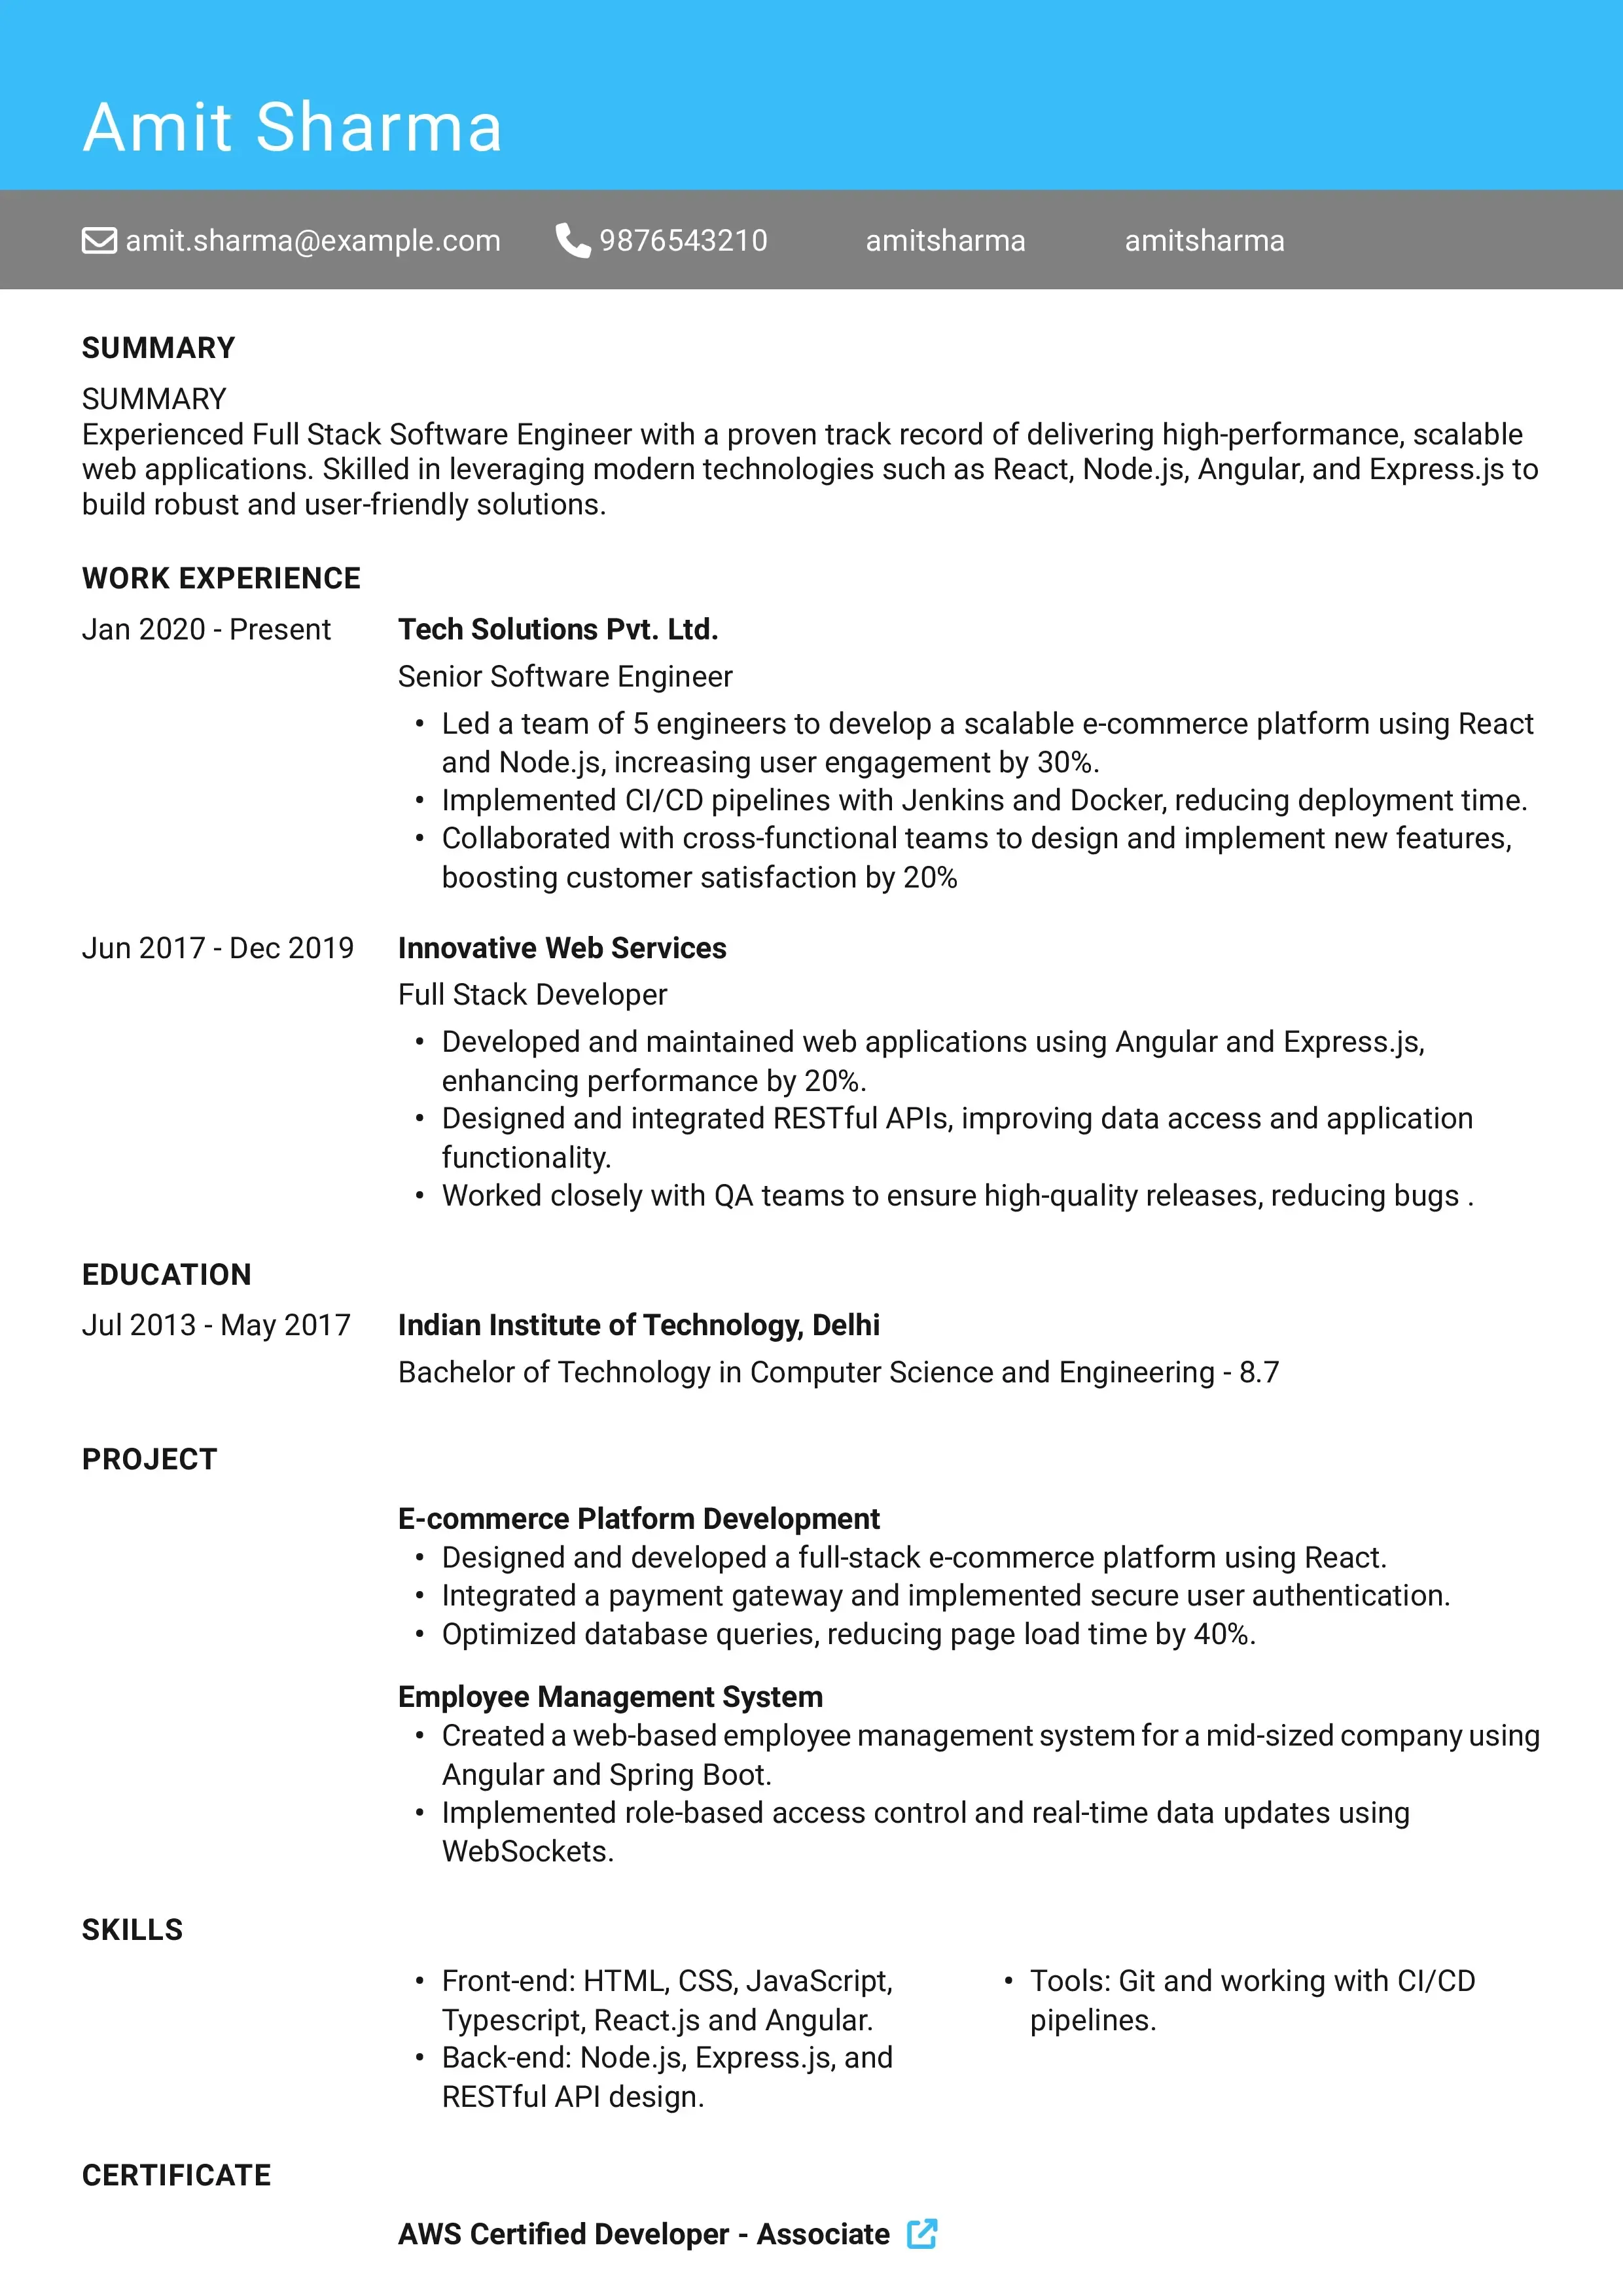 Amit Sharma
amit.sharma@example.com 9876543210 amitsharma amitsharma
SUMMARY
SUMMARY
Experienced Full Stack Software Engineer with a proven track record of delivering high-performance, scalable
web applications. Skilled in leveraging modern technologies such as React, Node.js, Angular, and Express.js to
build robust and user-friendly solutions.
WORK EXPERIENCE
Jan 2020 - Present Tech Solutions Pvt. Ltd.
Senior Software Engineer
• Led a team of 5 engineers to develop a scalable e-commerce platform using React
and Node.js, increasing user engagement by 30%.
• Implemented CI/CD pipelines with Jenkins and Docker, reducing deployment time.
• Collaborated with cross-functional teams to design and implement new features,
boosting customer satisfaction by 20%
Jun 2017 - Dec 2019 Innovative Web Services
Full Stack Developer
• Developed and maintained web applications using Angular and Express.js,
enhancing performance by 20%.
• Designed and integrated RESTful APIs, improving data access and application
functionality.
• Worked closely with QA teams to ensure high-quality releases, reducing bugs .
EDUCATION
Jul 2013 - May 2017 Indian Institute of Technology, Delhi
Bachelor of Technology in Computer Science and Engineering - 8.7
PROJECT
E-commerce Platform Development
• Designed and developed a full-stack e-commerce platform using React.
• Integrated a payment gateway and implemented secure user authentication.
• Optimized database queries, reducing page load time by 40%.
Employee Management System
• Created a web-based employee management system for a mid-sized company using
Angular and Spring Boot.
• Implemented role-based access control and real-time data updates using
WebSockets.
SKILLS
• Front-end: HTML, CSS, JavaScript,
Typescript, React.js and Angular.
• Back-end: Node.js, Express.js, and
RESTful API design.
• Tools: Git and working with CI/CD
pipelines.
CERTIFICATE
AWS Certified Developer - Associate